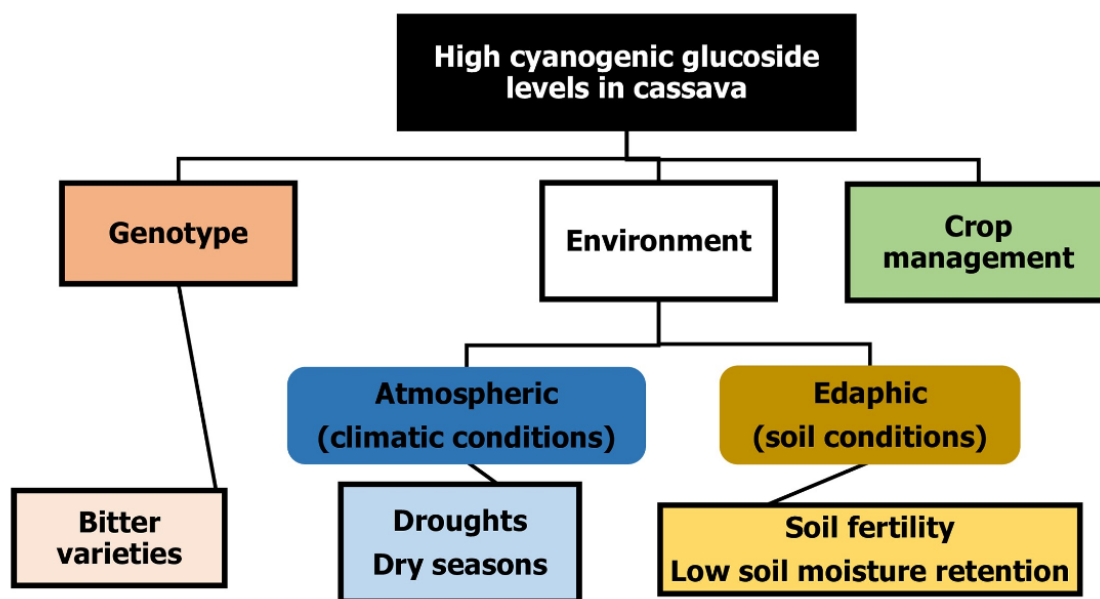 High cyanogenic glucoside
levels in cassava
Genotype
Environment
Crop
management
Atmospheric
(climatic conditions)
Edaphic
(soil conditions)
Bitter
varieties
Droughts
Dry seasons
Soil fertility
Low soil moisture retention